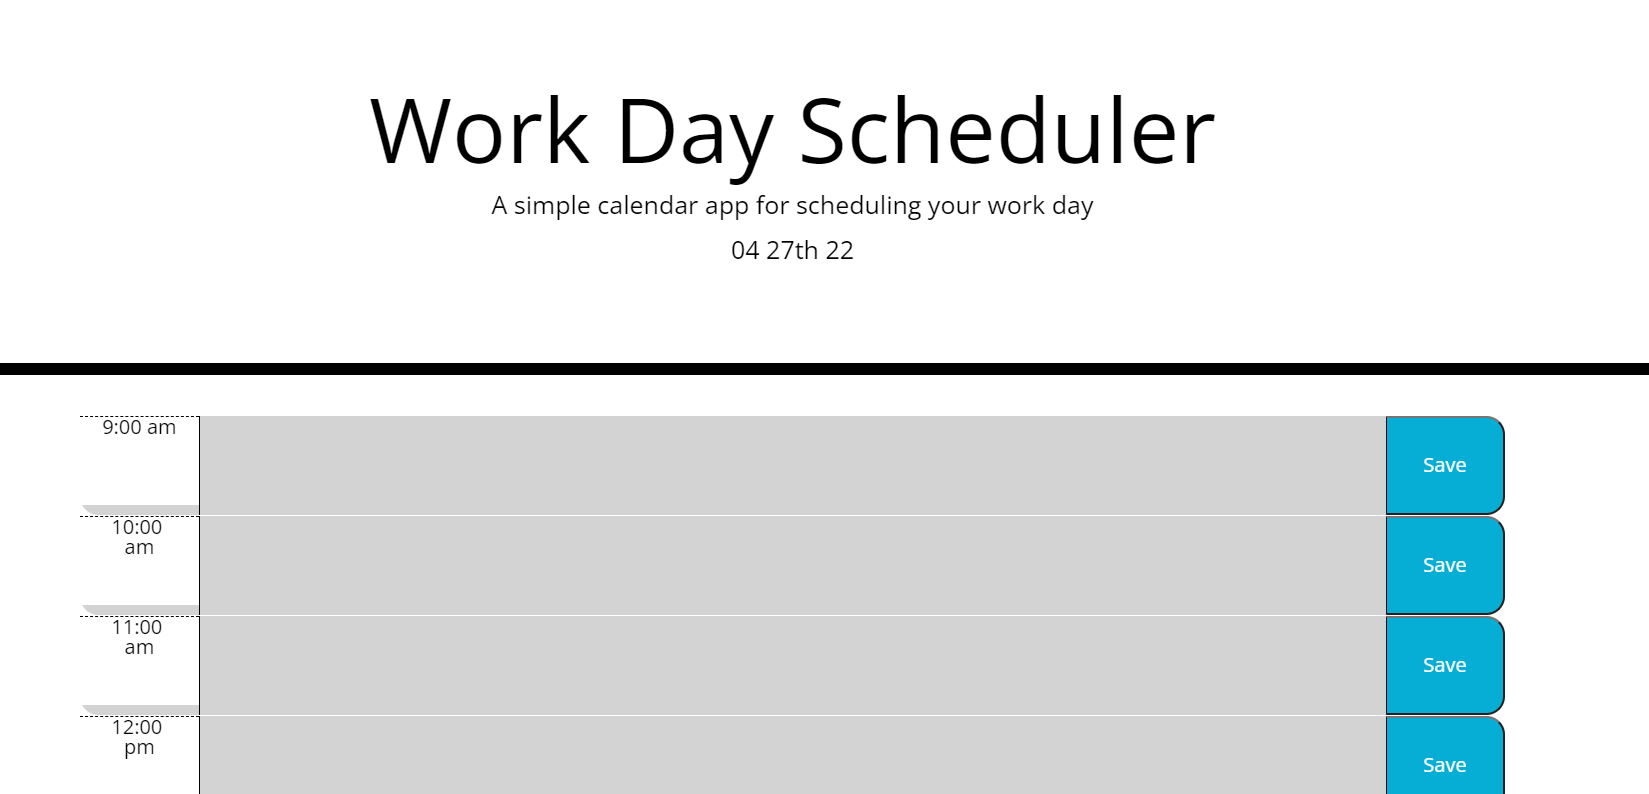 Work Day Scheduler
A simple calendar app for scheduling your work day
04 27th 22
9:00 am
Save
10:00
am
Save
11:00
am
Save
12:00
pm
Save